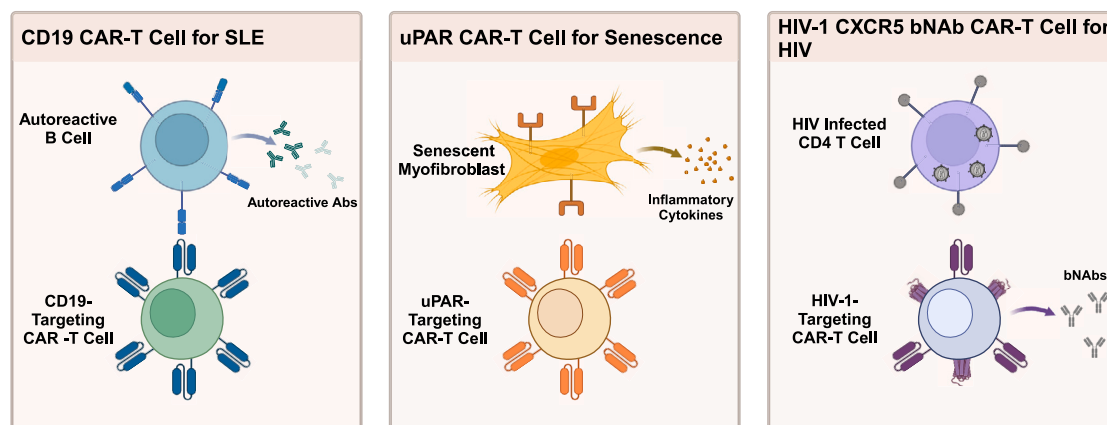 CD19 CAR-T Cell for SLE
Autoreactive
B Cell
Autoreactive Abs
CD19-
Targeting
CAR -T Cell
uPAR CAR-T Cell for Senescence
Senescent
Myofibroblast
Inflammatory
Cytokines
uPAR-
Targeting
CAR-T Cell
HIV-1 CXCR5 bNAb CAR-T Cell for
HIV
HIV Infected
CD4 T Cell
bNAbs
HIV-1-
Targeting
CAR-T Cell